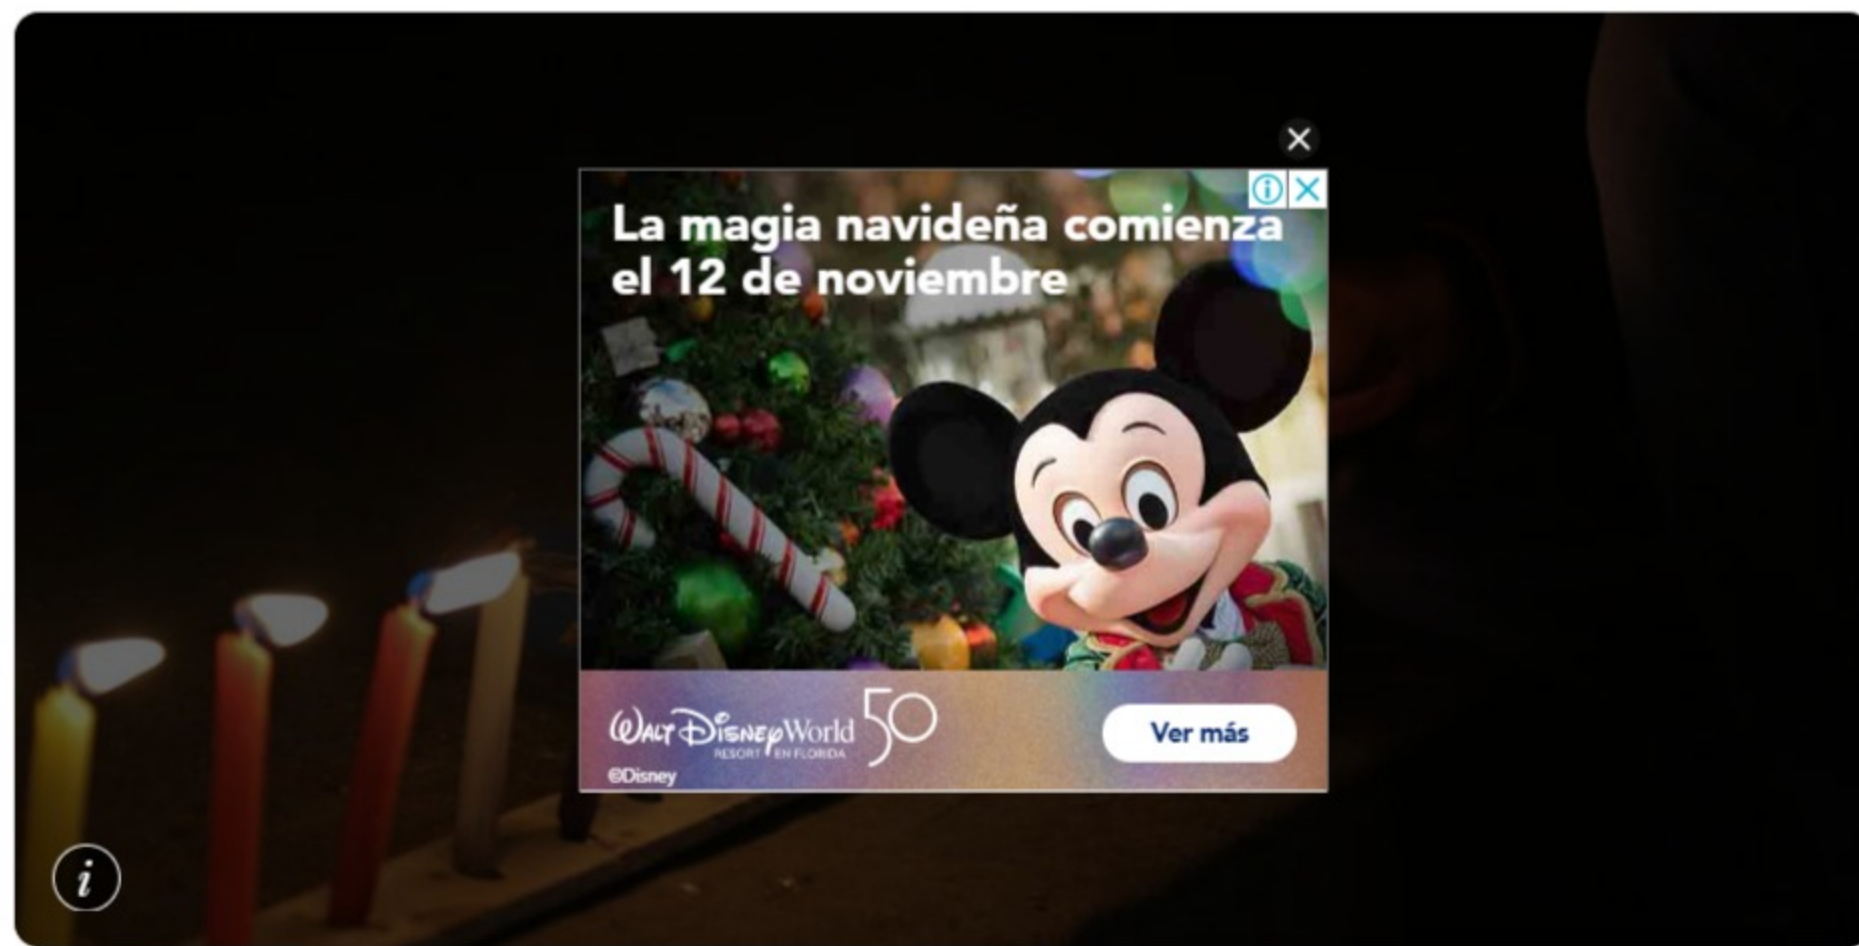 La magia navideña comienza
el 12 de noviembre
WALT DISNEY World 50
RESORT EN FLORIDA
Ver más
©Disney
i